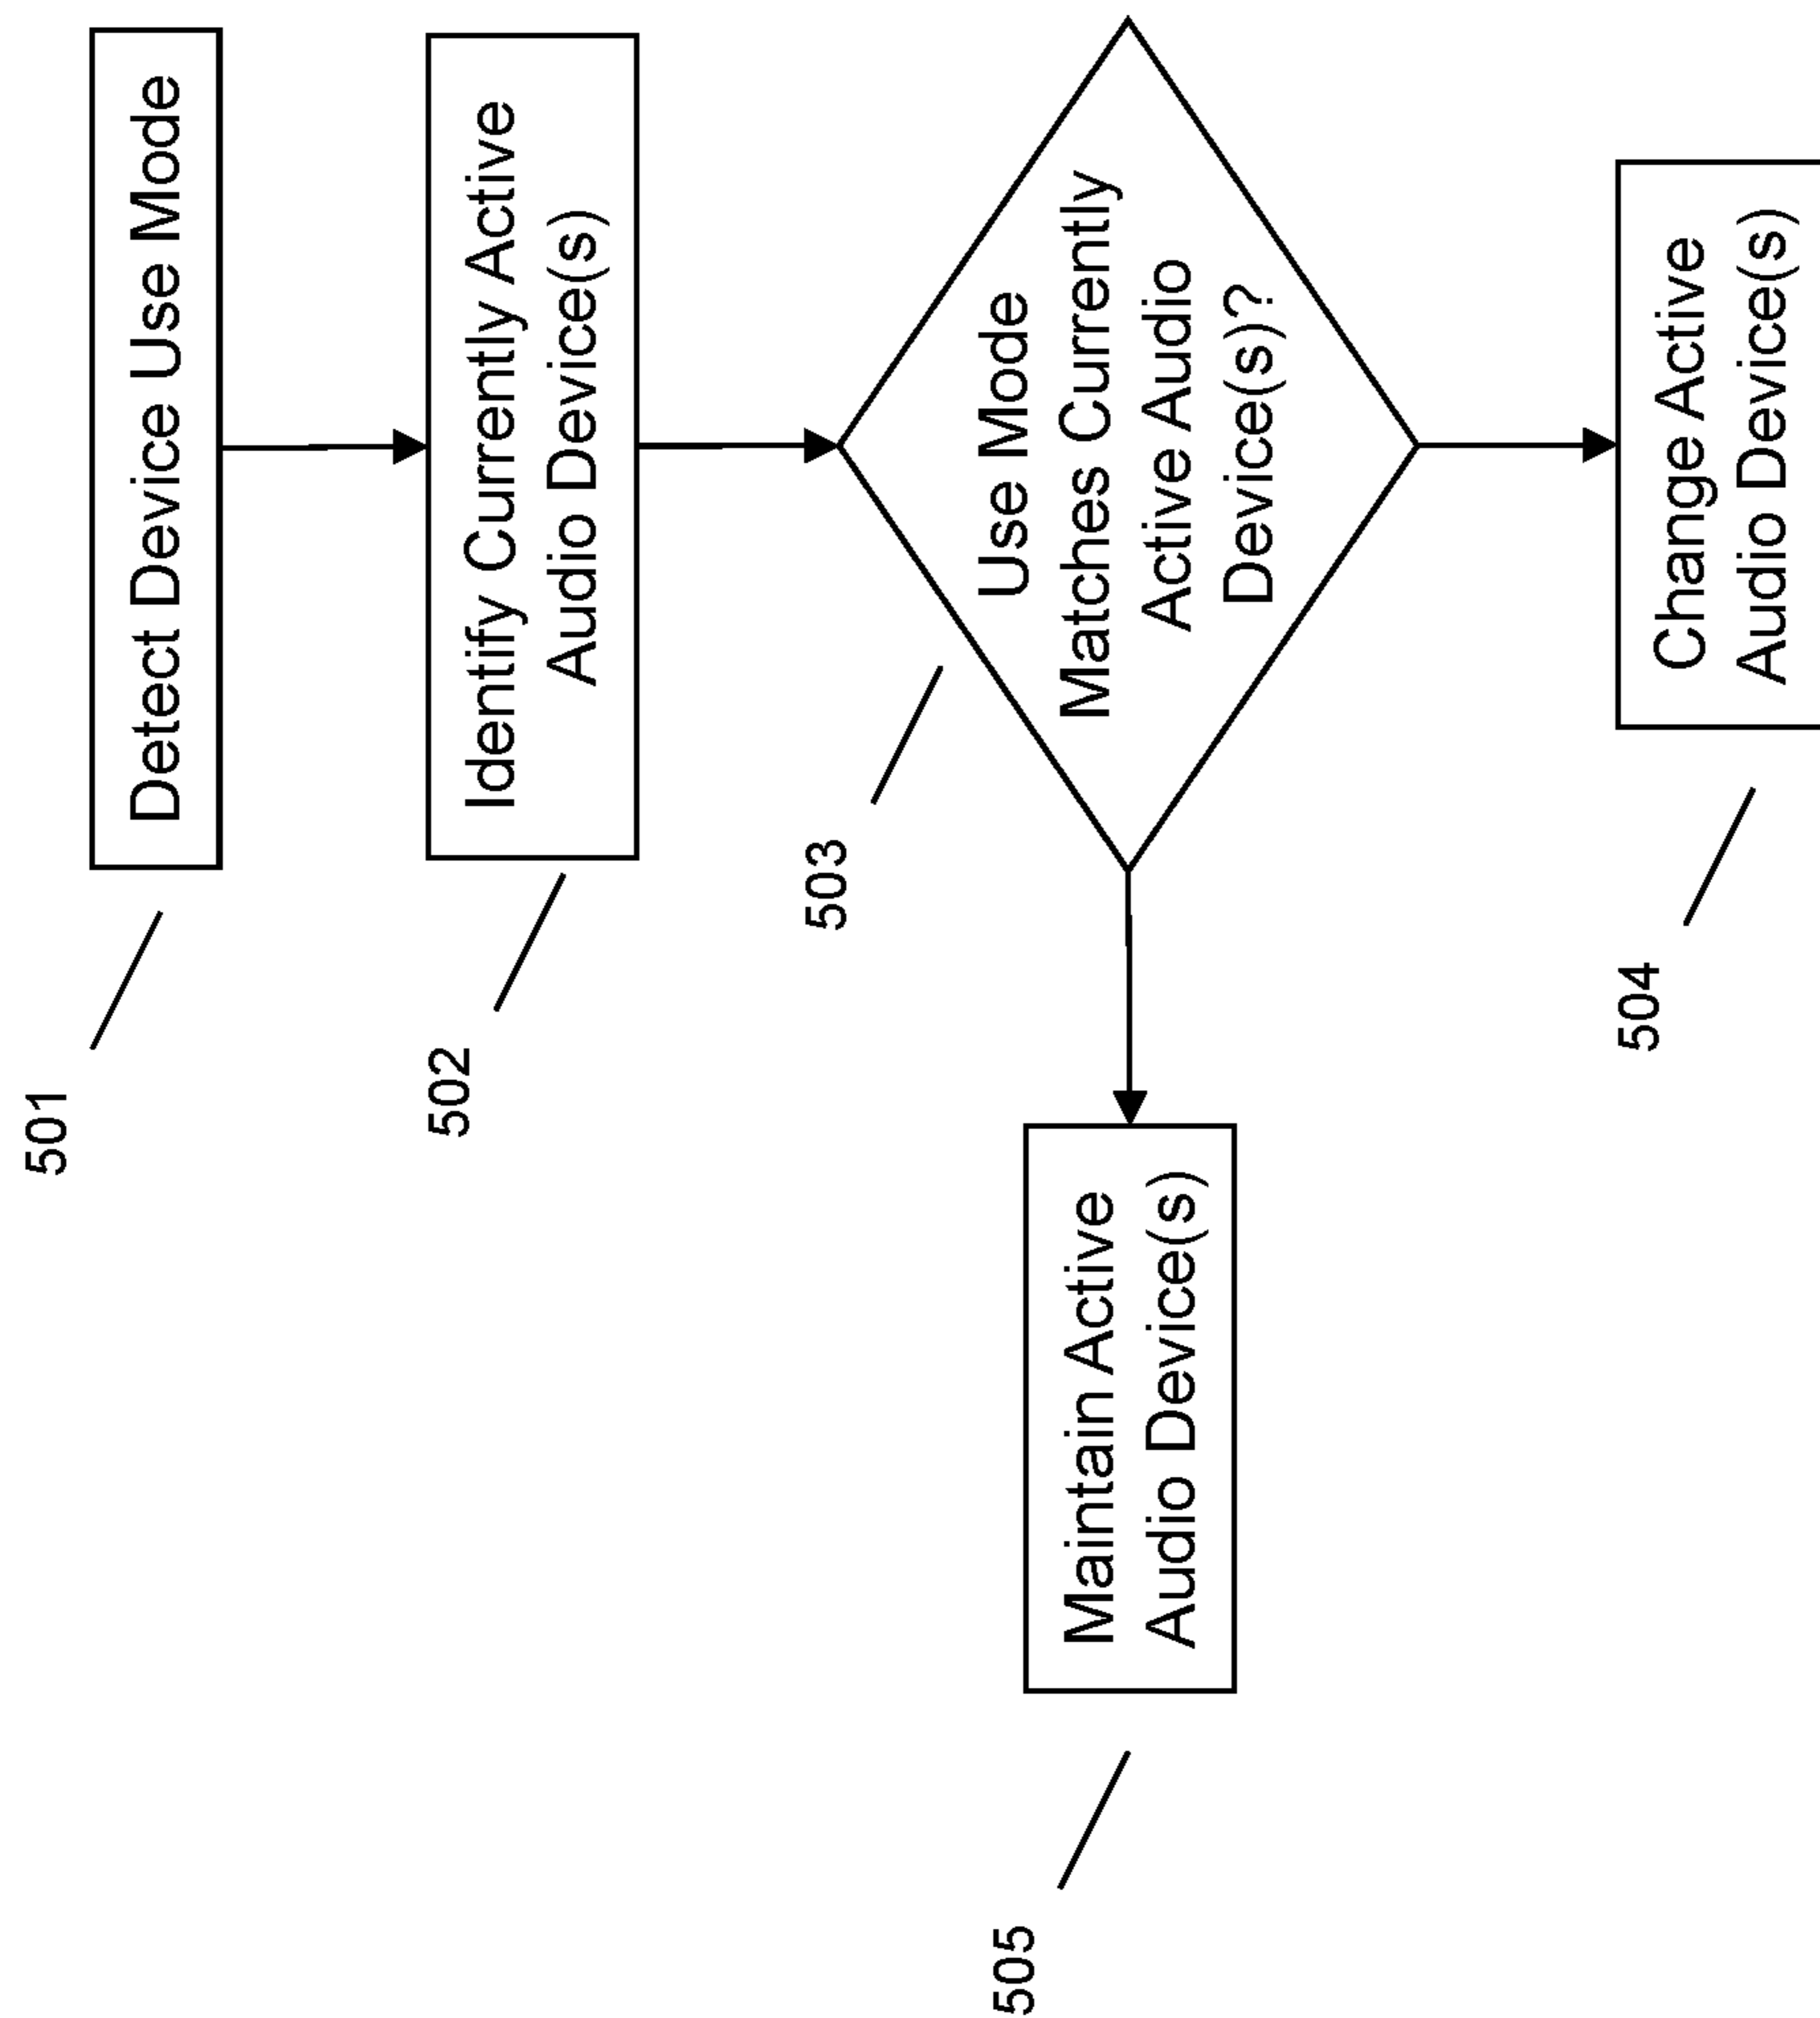 501
Detect Device Use Mode
502
Identify Currently Active
Audio Device(s)
503
Use Mode
Matches Currently
Active Audio
Device(s)?
505
Maintain Active
Audio Device(s)
504
Change Active
Audio Device(s)